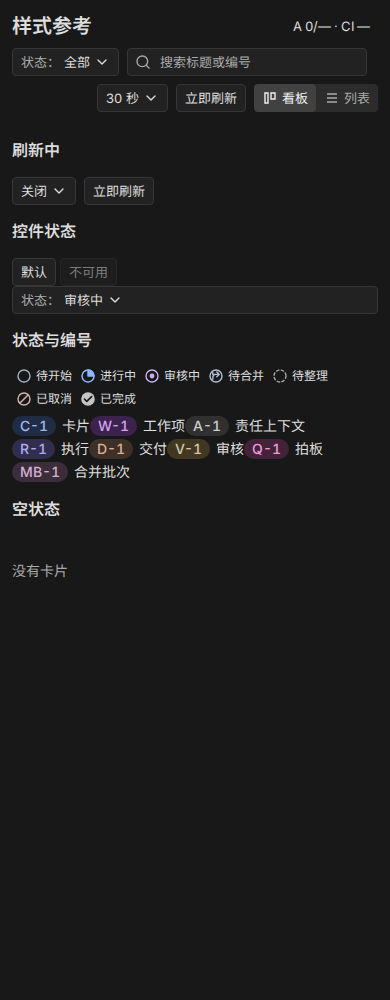 样式参考
A 0/— · CI —
状态： 全部
搜索标题或编号
30 秒
立即刷新
看板
列表
刷新中
关闭
立即刷新
控件状态
默认
不可用
状态： 审核中
状态与编号
待开始 进行中 审核中 待合并 待整理
已取消 已完成
C-1 卡片 W-1 工作项 A-1 责任上下文
R-1 执行 D-1 交付 V-1 审核 Q-1 拍板
MB-1 合并批次
空状态
没有卡片